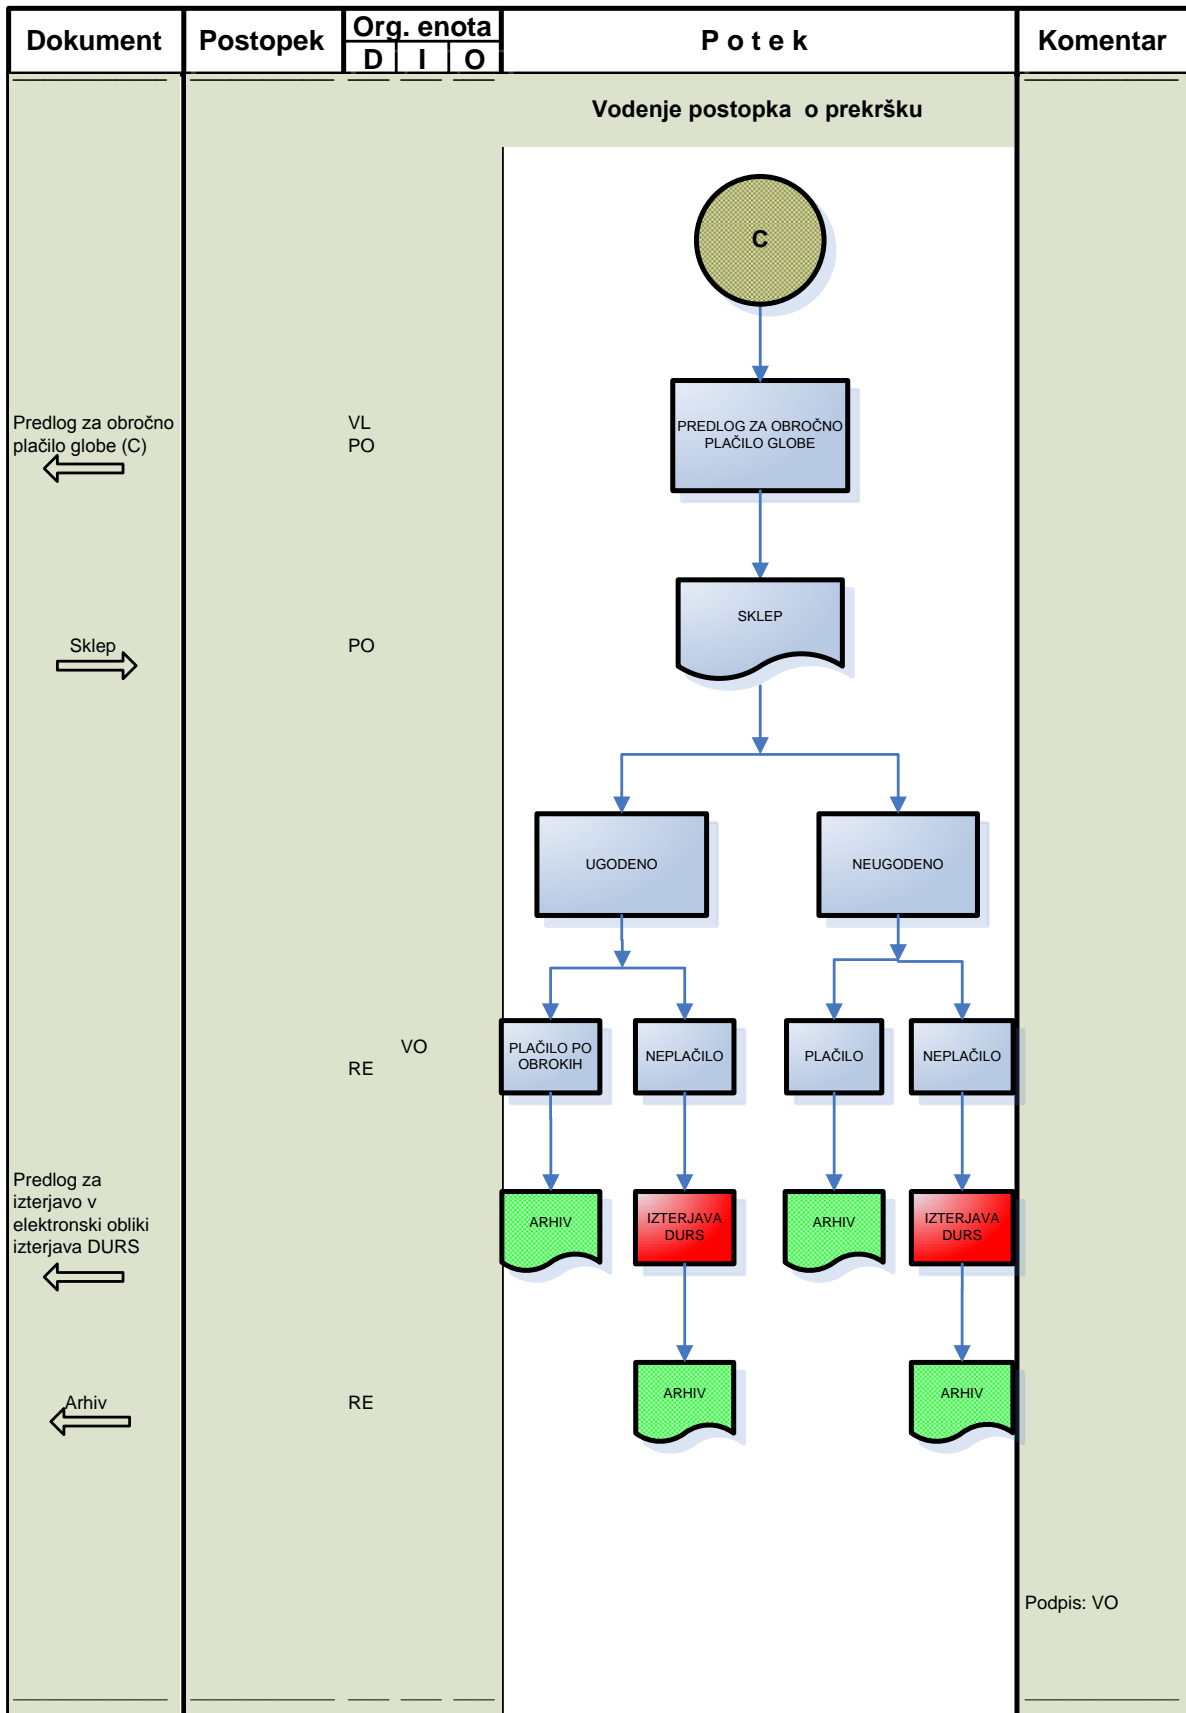 Dokument
Postopek
Org. enota
D I O
P o t e k
Komentar
Vodenje postopka o prekršku
C
Predlog za obročno
plačilo globe (C)
VL
PO
PREDLOG ZA OBROČNO
PLAČILO GLOBE
Sklep
PO
SKLEP
UGODENO
NEUGODENO
VO
RE
PLAČILO PO
OBROKIH
NEPLAČILO
PLAČILO
NEPLAČILO
Predlog za
izterjavo v
elektronski obliki
izterjava DURS
ARHIV
IZTERJAVA
DURS
ARHIV
IZTERJAVA
DURS
Arhiv
RE
ARHIV
ARHIV
Podpis: VO